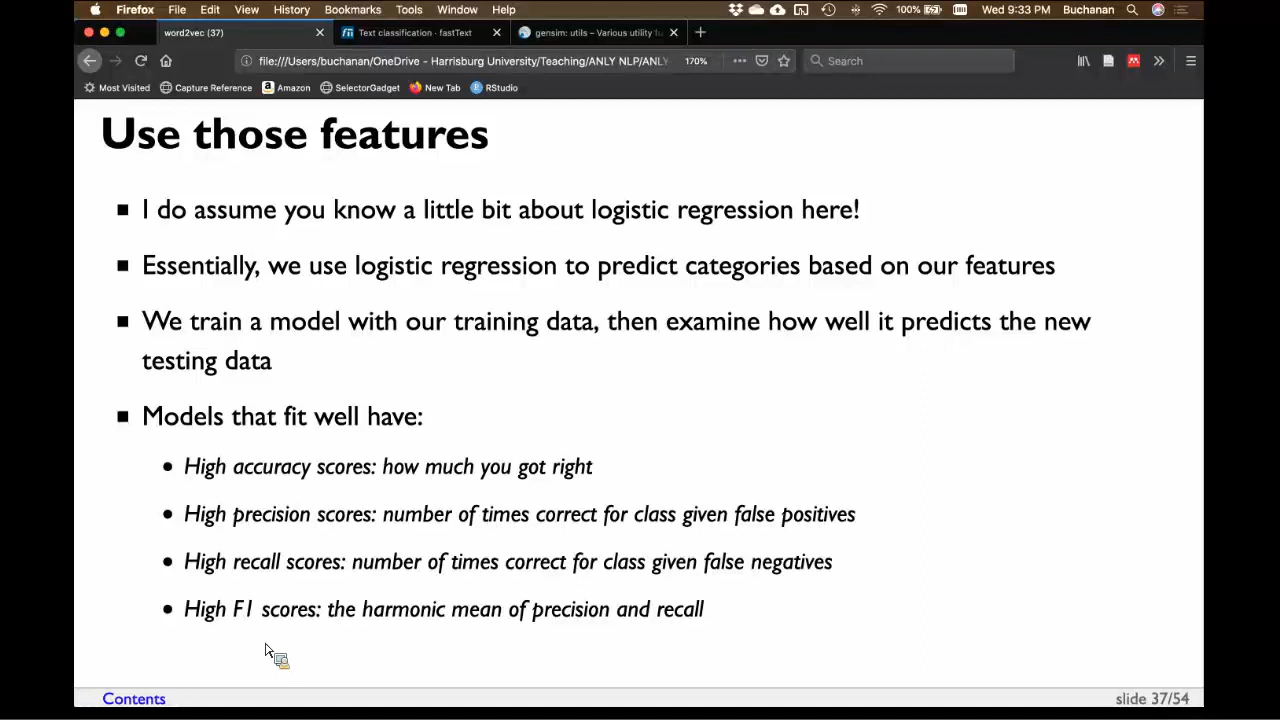 Firefox File Edit View History Bookmarks Tools Window Help 100% Wed 9:33 PM Buchanan
word2vec (37) Text classification · fastText gensim: utils – Various utility fu
file:///Users/buchanan/OneDrive - Harrisburg University/Teaching/ANLY NLP/ANLY 170% Search
Most Visited Capture Reference Amazon SelectorGadget New Tab RStudio
Use those features
I do assume you know a little bit about logistic regression here!
Essentially, we use logistic regression to predict categories based on our features
We train a model with our training data, then examine how well it predicts the new
testing data
Models that fit well have:
High accuracy scores: how much you got right
High precision scores: number of times correct for class given false positives
High recall scores: number of times correct for class given false negatives
High F1 scores: the harmonic mean of precision and recall
Contents slide 37/54